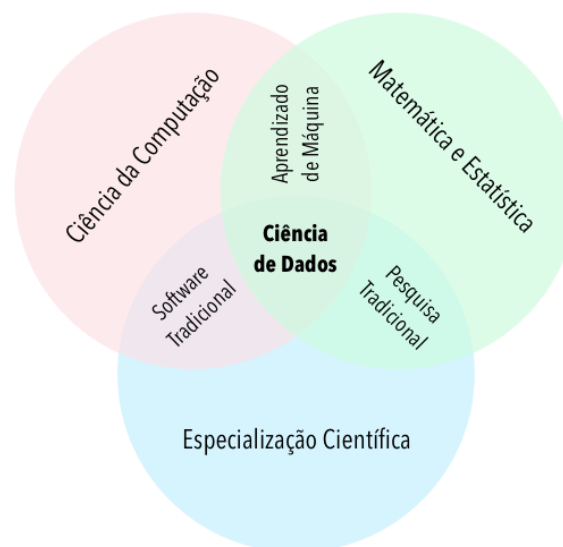 Ciência da Computação
Aprendizado
de Máquina
Matemática e Estatística
Ciência
de Dados
Software
Tradicional
Pesquisa
Tradicional
Especialização Científica